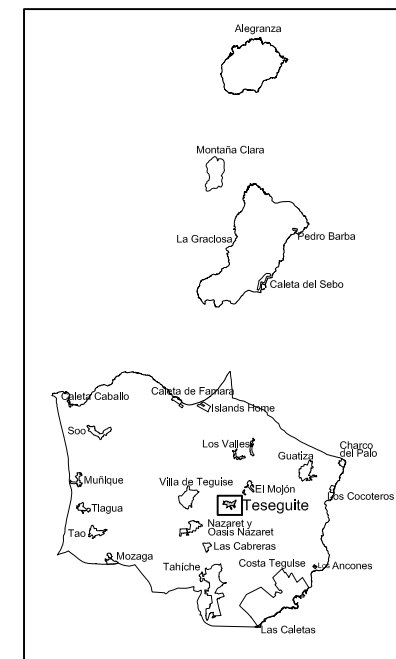 Alegranza
Montaña Clara
La Graciosa
Pedro Barba
Caleta del Sebo
Caleta Caballo
Caleta de Famara
Islands Home
Soo
Los Valles
Guatiza
Charco
del Palo
Muñique
Villa de Teguise
El Mojón
Los Cocoteros
Tiagua
Teseguite
Nazaret y
Oasis Nazaret
Tao
Las Cabreras
Mozaga
Tahiche
Costa Teguise
Los Ancones
Las Caletas